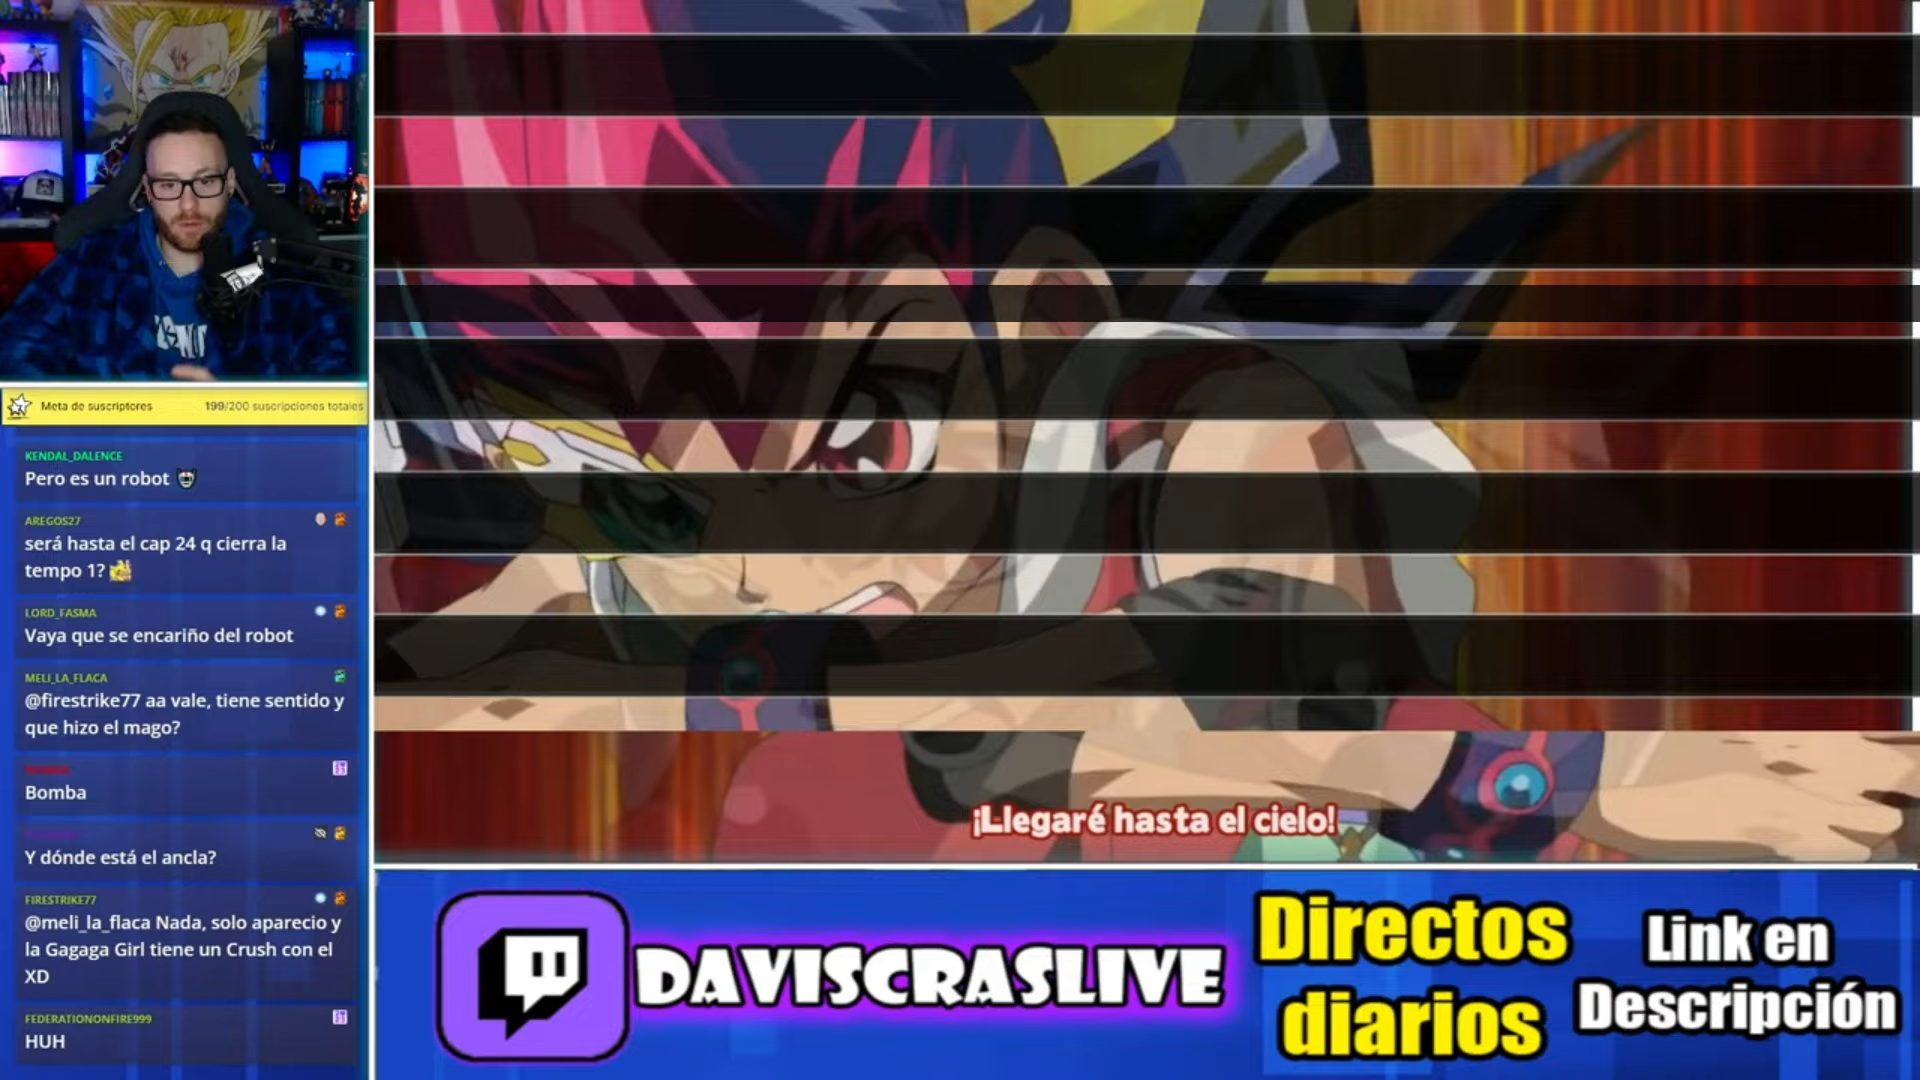 Meta de suscriptores 199/200 suscripciones totales
KENDAL_DALENCE
Pero es un robot
AREGOS27
será hasta el cap 24 q cierra la
tempo 1?
LORD_FASMA
Vaya que se encariño del robot
MELI_LA_FLACA
@firestrike77 aa vale, tiene sentido y
que hizo el mago?
Bomba
Y dónde está el ancla?
FIRESTRIKE77
@meli_la_flaca Nada, solo aparecio y
la Gagaga Girl tiene un Crush con el
XD
FEDERATIONONFIRE999
HUH
¡Llegaré hasta el cielo!
DAVISCRASLIVE
Directos
diarios
Link en
Descripción